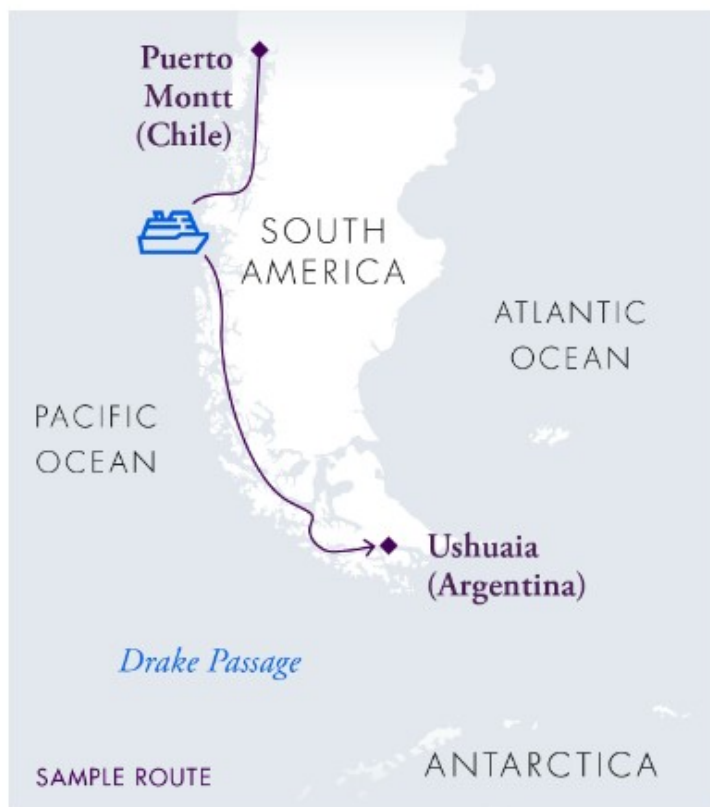 Puerto
Montt
(Chile)
SOUTH
AMERICA
ATLANTIC
OCEAN
PACIFIC
OCEAN
Ushuaia
(Argentina)
Drake Passage
ANTARCTICA
SAMPLE ROUTE